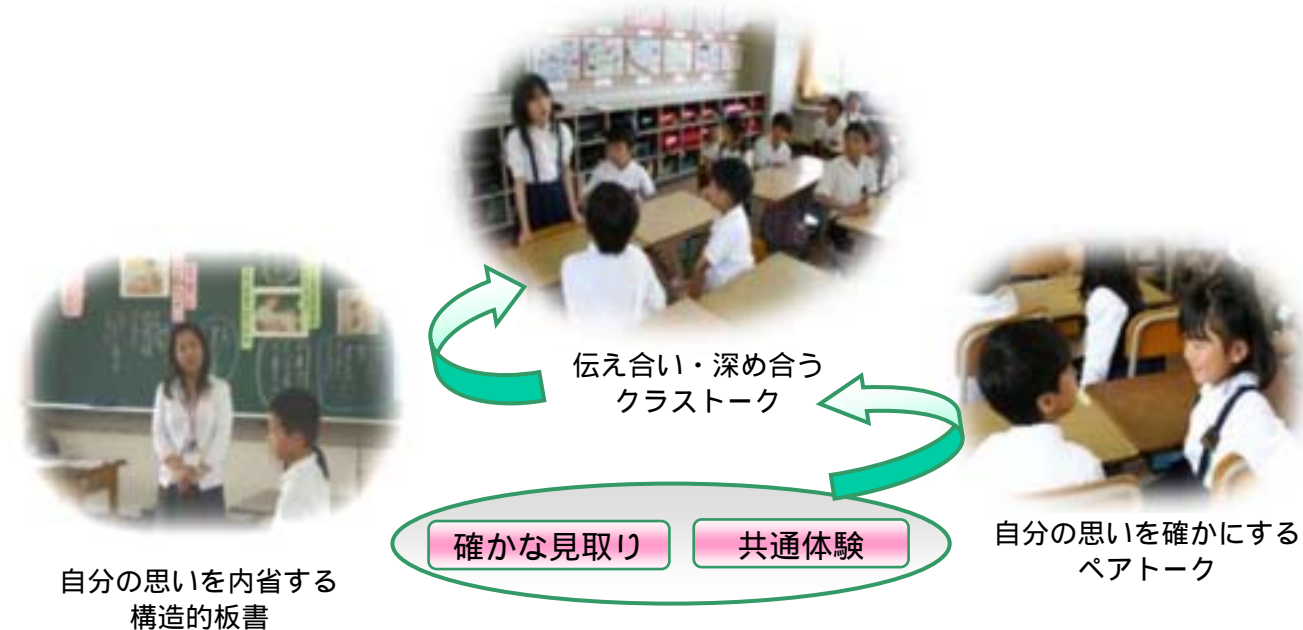 伝え合い・深め合う
クラストーク
自分の思いを確かにする
ペアトーク
確かな見取り
共通体験
自分の思いを内省する
構造的板書